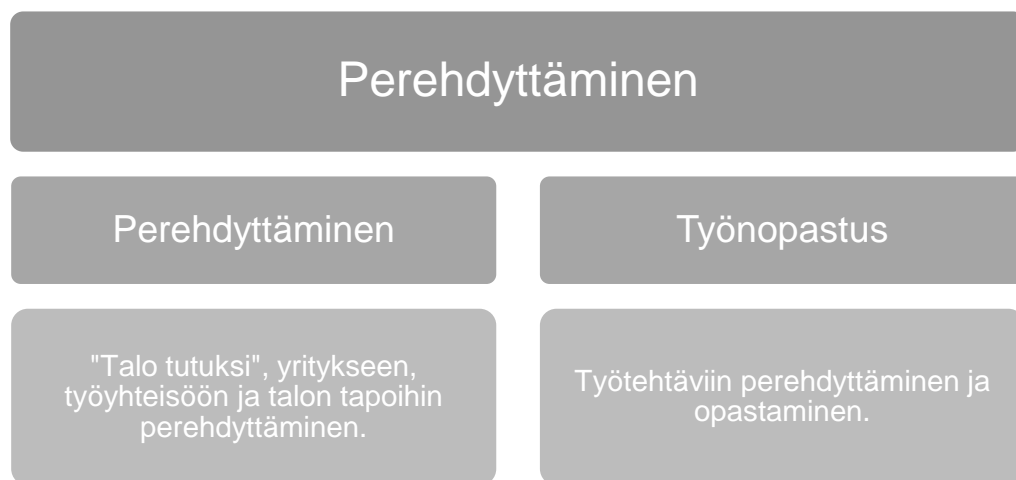 Perehdyttäminen
Perehdyttäminen
Työnopastus
"Talo tutuksi", yritykseen,
työyhteisöön ja talon tapoihin
perehdyttäminen.
Työtehtäviin perehdyttäminen ja
opastaminen.